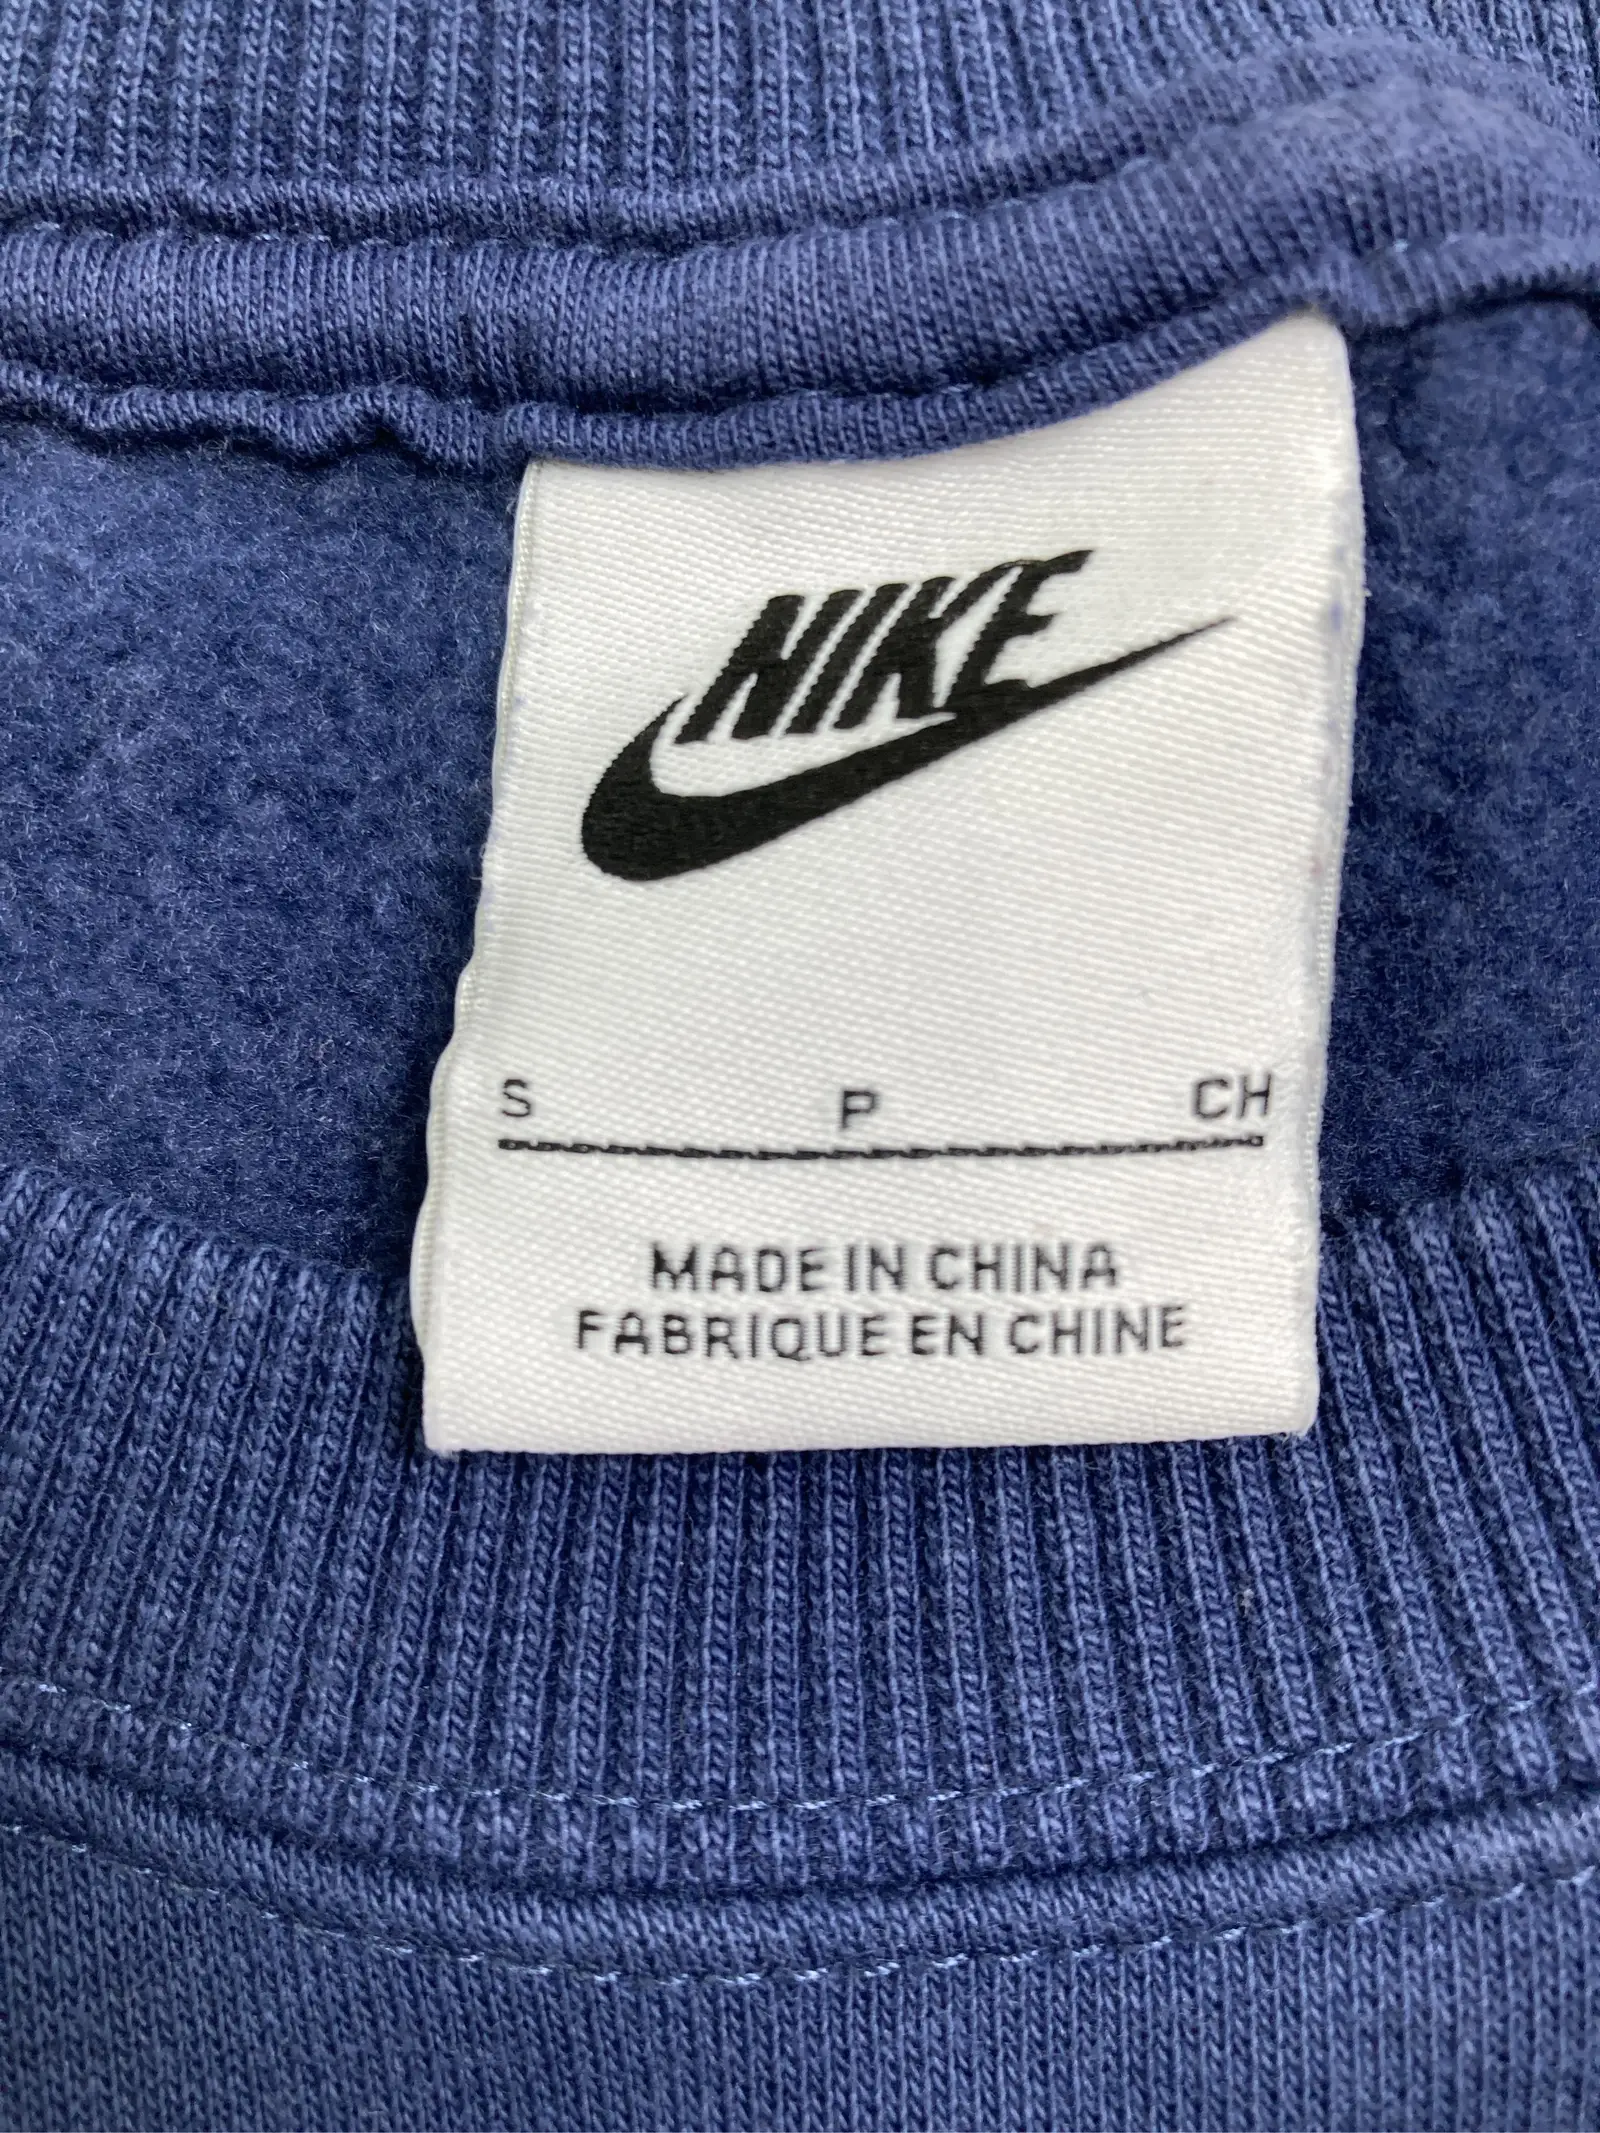 NIKE
S P CH
MADE IN CHINA
FABRIQUE EN CHINE